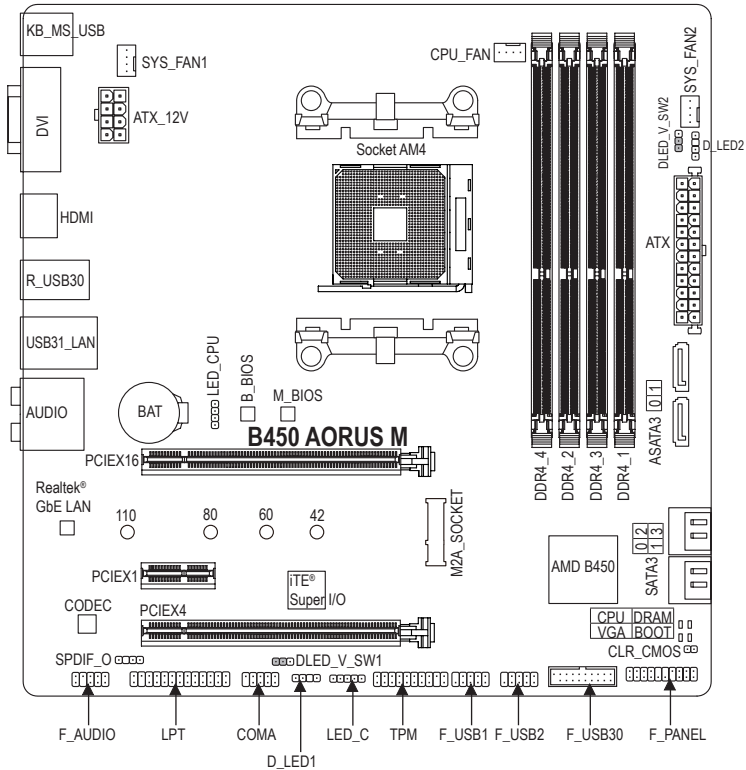 KB_MS_USB
SYS_FAN1
CPU_FAN
SYS_FAN2
ATX_12V
DVI
Socket AM4
DLED_V_SW2
D_LED2
HDMI
ATX
R_USB30
USB31_LAN
LED_CPU
B_BIOS
M_BIOS
AUDIO
BAT
B450 AORUS M
ASATA3 0 1
PCIEX16
DDR4_4
DDR4_2
DDR4_3
DDR4_1
Realtek®
GbE LAN
110
80
60
42
M2A_SOCKET
AMD B450
SATA3
0 2
1 3
PCIEX1
iTE®
Super I/O
CODEC
PCIEX4
CPU DRAM
VGA BOOT
CLR_CMOS
SPDIF_O
DLED_V_SW1
F_AUDIO
LPT
COMA
D_LED1
LED_C
TPM
F_USB1
F_USB2
F_USB30
F_PANEL